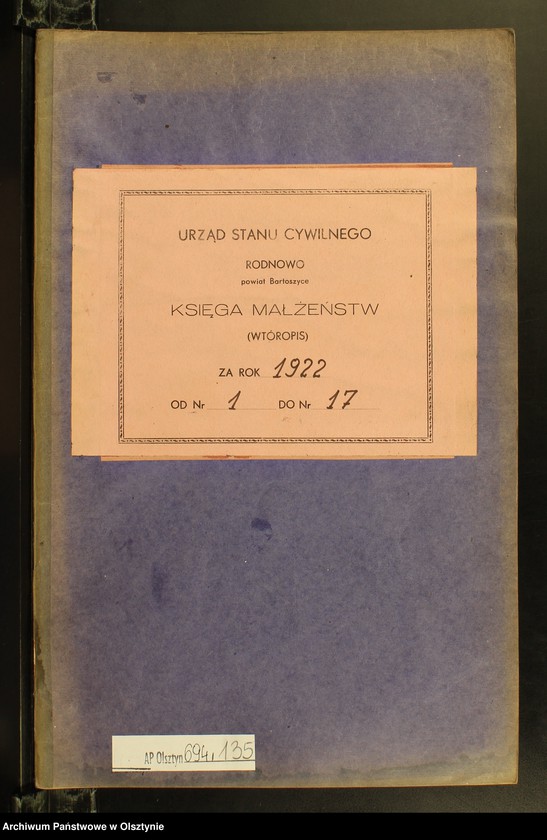 URZĄD STANU CYWILNEGO
RODNOWO
powiat Bartoszyce
KSIĘGA MAŁŻEŃSTW
(WTÓROPIS)
ZA ROK 1922
OD Nr 1 DO Nr 17
AP Olsztyn 694, 135
Archiwum Państwowe w Olsztynie